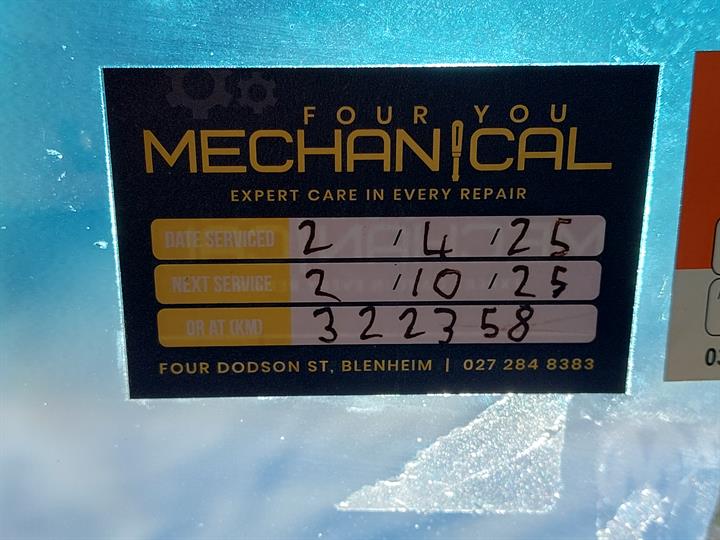 FOUR YOU
MECHANICAL
EXPERT CARE IN EVERY REPAIR
DATE SERVICED 2 / 4 / 25
NEXT SERVICE 2 / 10 / 25
OR AT (KM) 322358
FOUR DODSON ST, BLENHEIM | 027 284 8383
03